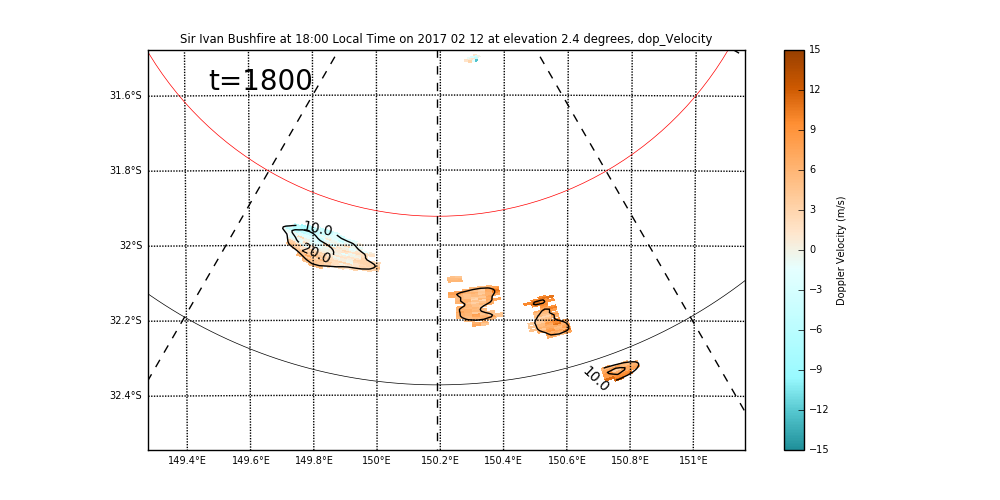 Sir Ivan Bushfire at 18:00 Local Time on 2017 02 12 at elevation 2.4 degrees, dop_Velocity
t=1800
31.6°S
31.8°S
32°S
32.2°S
32.4°S
10.0
20.0
10.0
149.4°E 149.6°E 149.8°E 150°E 150.2°E 150.4°E 150.6°E 150.8°E 151°E
15
12
9
6
3
0
−3
−6
−9
−12
−15
Doppler Velocity (m/s)